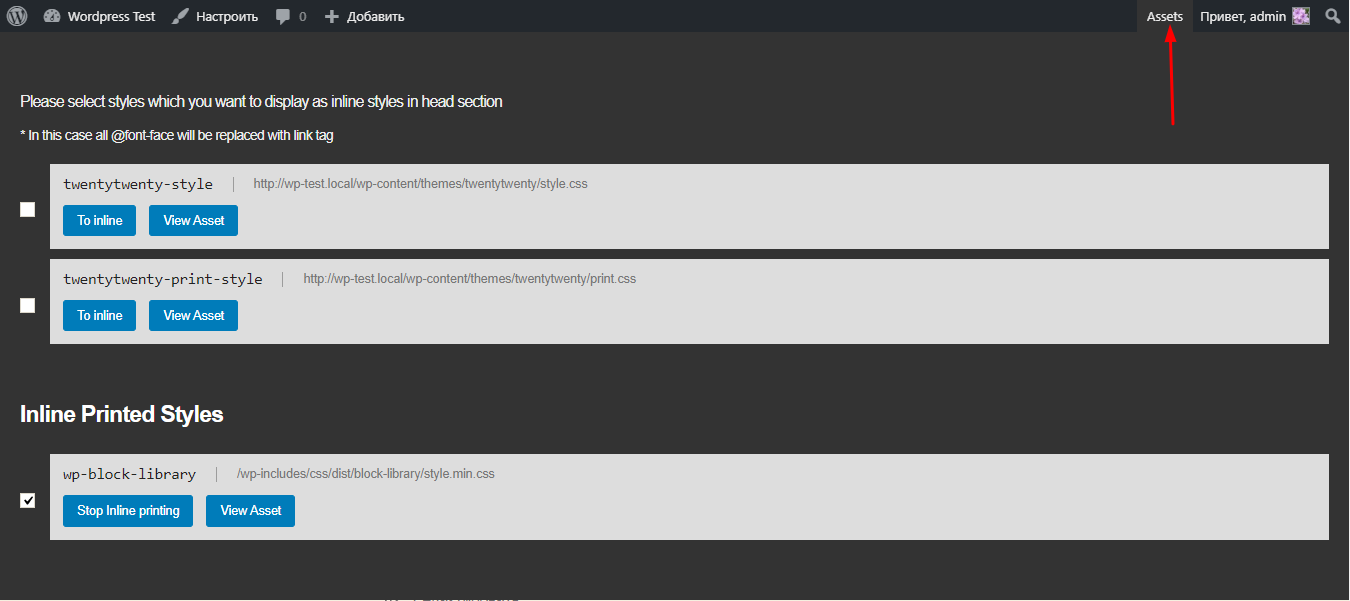 Wordpress Test Настроить 0 Добавить Assets Привет, admin
Please select styles which you want to display as inline styles in head section
* In this case all @font-face will be replaced with link tag
twentytwenty-style http://wp-test.local/wp-content/themes/twentytwenty/style.css
To inline View Asset
twentytwenty-print-style http://wp-test.local/wp-content/themes/twentytwenty/print.css
To inline View Asset
Inline Printed Styles
wp-block-library /wp-includes/css/dist/block-library/style.min.css
Stop Inline printing View Asset